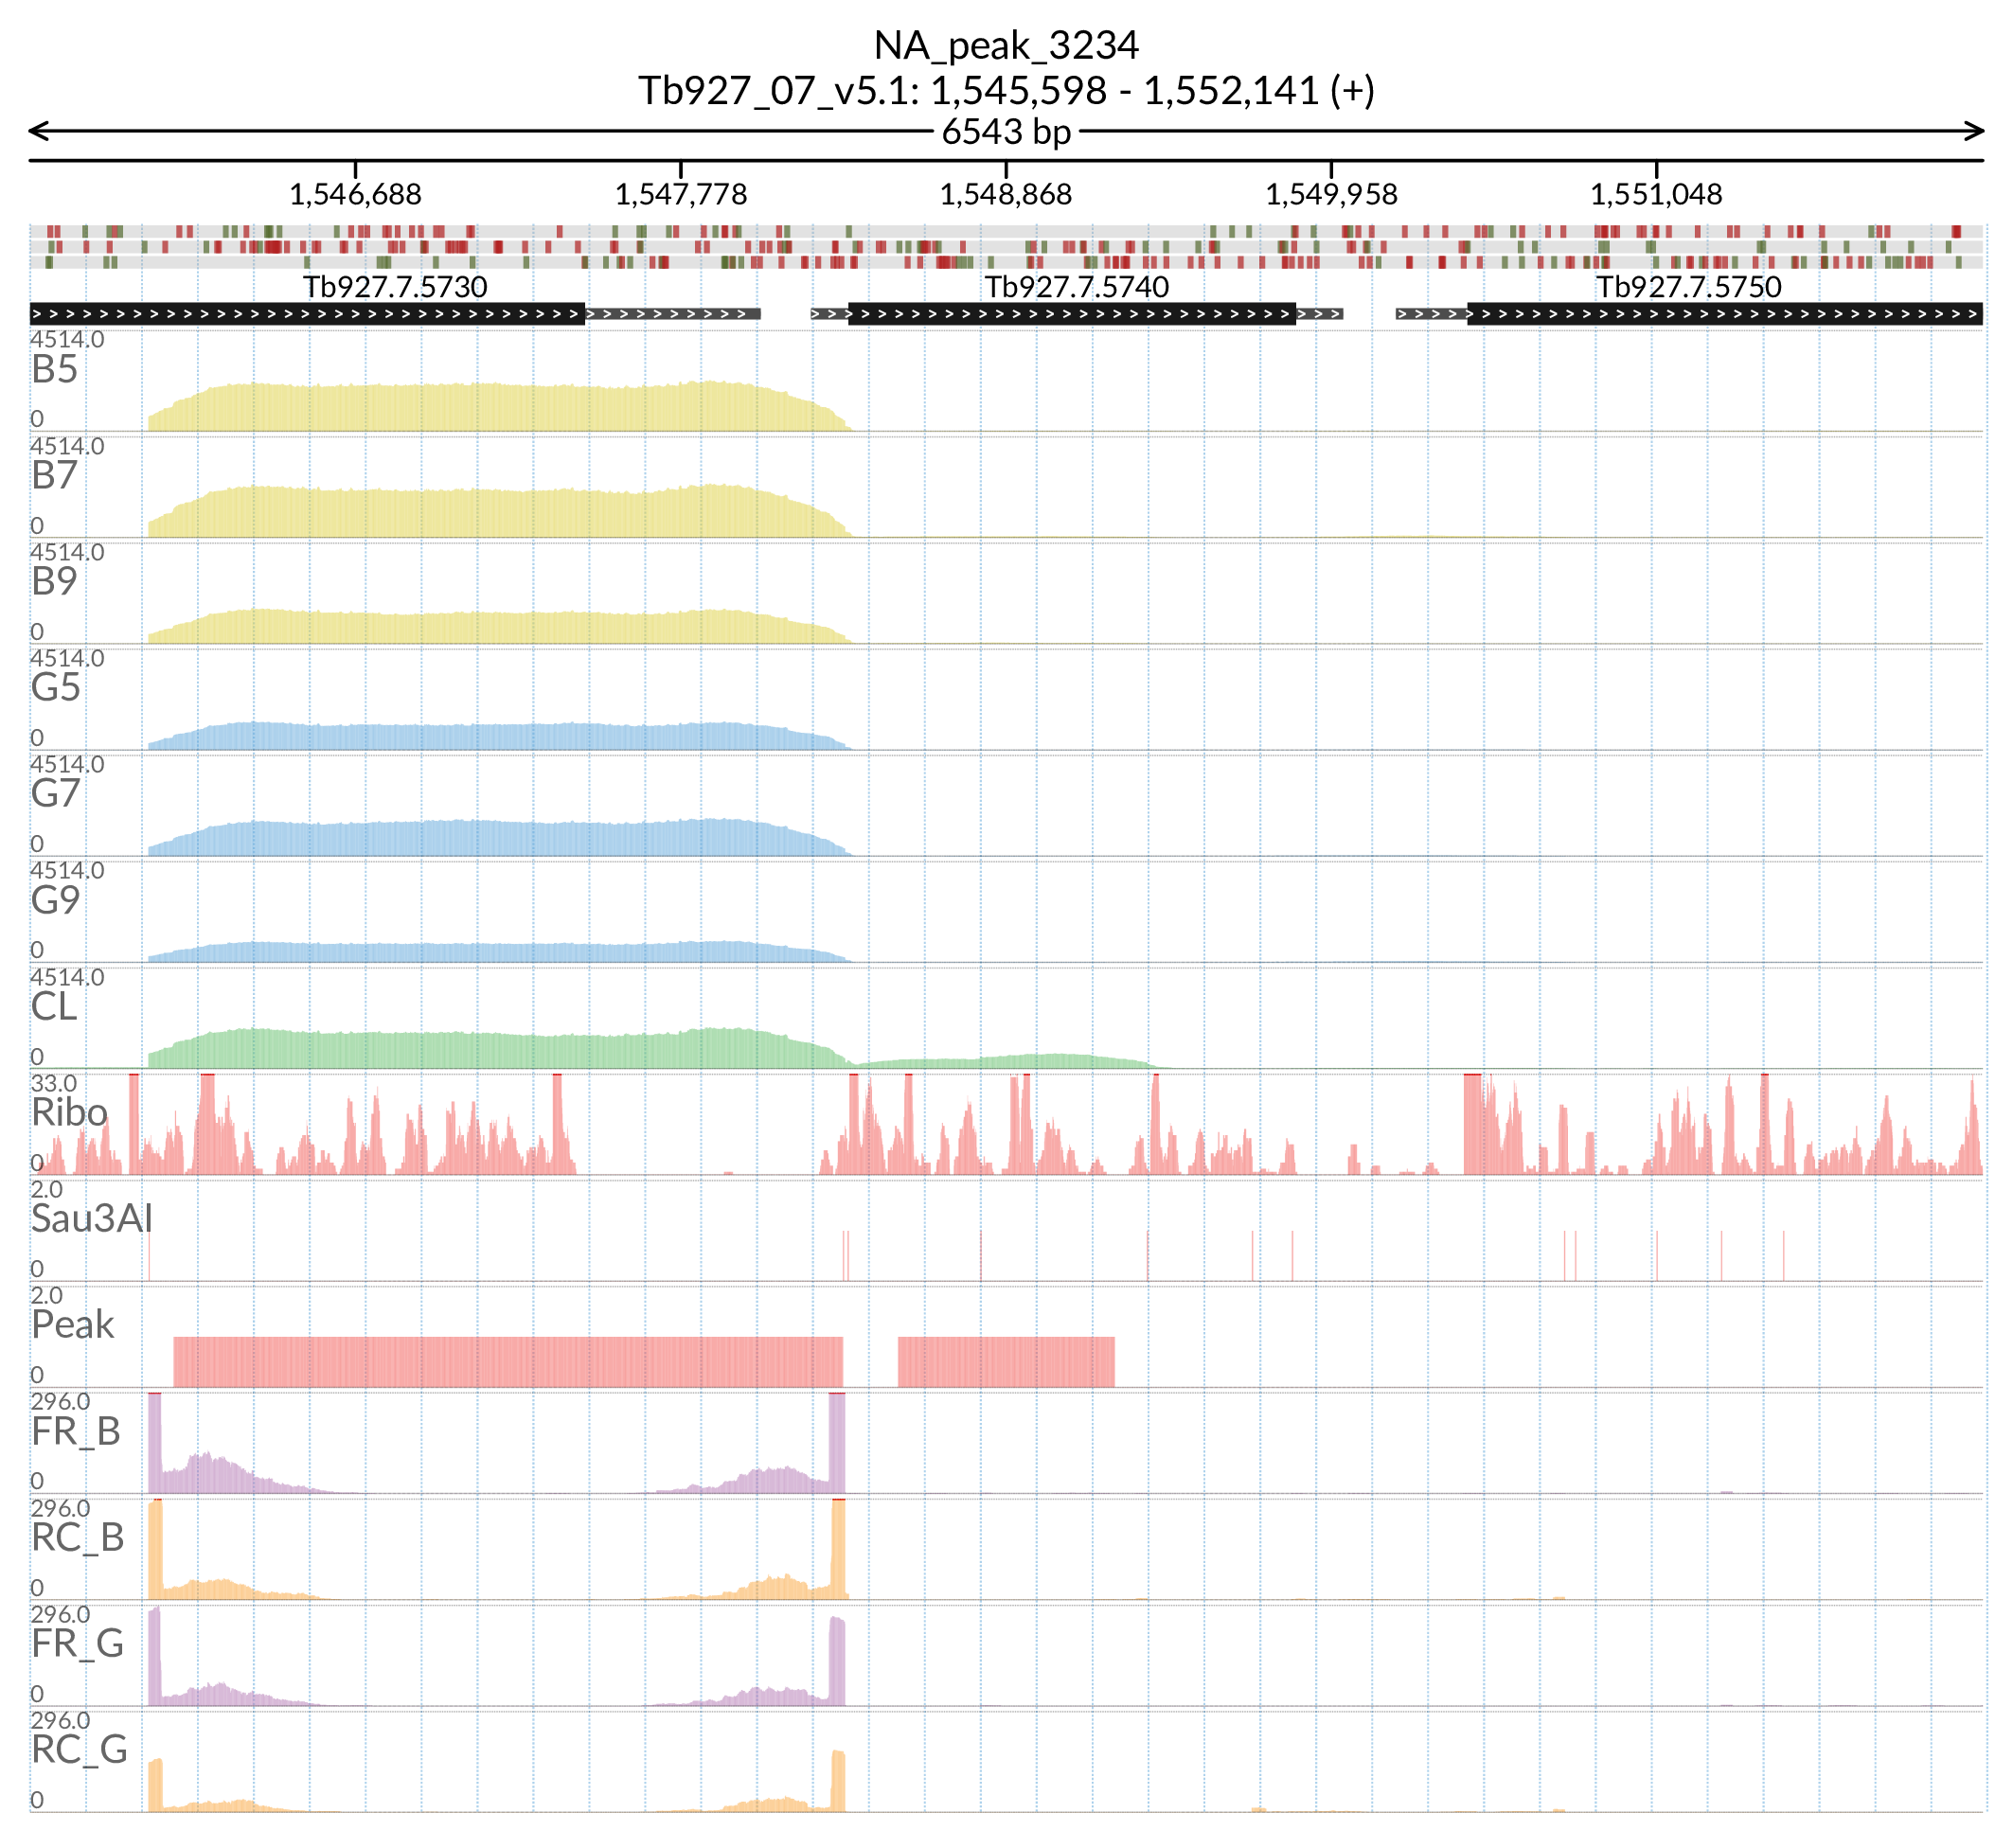 NA_peak_3234
Tb927_07_v5.1: 1,545,598 - 1,552,141 (+)
6543 bp
1,546,688 1,547,778 1,548,868 1,549,958 1,551,048
Tb927.7.5730 Tb927.7.5740 Tb927.7.5750
4514.0
B5
0
4514.0
B7
0
4514.0
B9
0
4514.0
G5
0
4514.0
G7
0
4514.0
G9
0
4514.0
CL
0
33.0
Ribo
0
2.0
Sau3AI
0
2.0
Peak
0
296.0
FR_B
0
296.0
RC_B
0
296.0
FR_G
0
296.0
RC_G
0